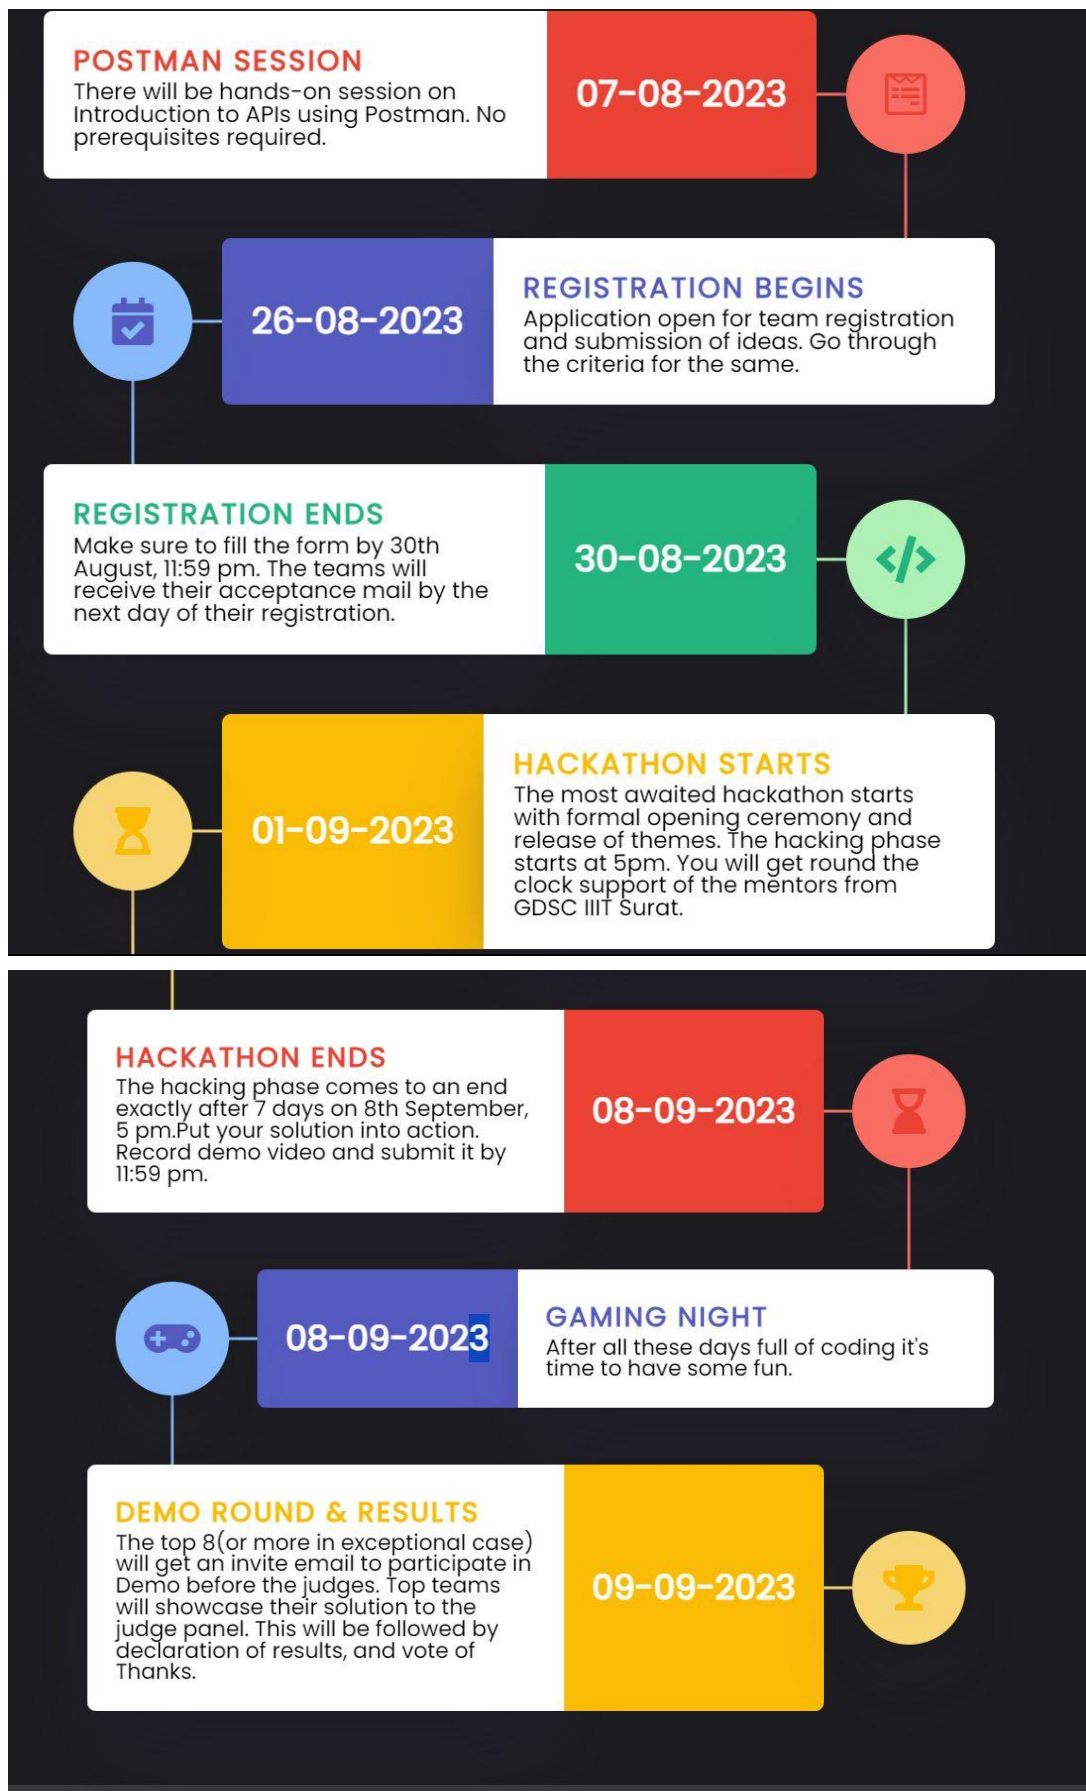 POSTMAN SESSION
There will be hands-on session on
Introduction to APIs using Postman. No
prerequisites required.
07-08-2023
26-08-2023
REGISTRATION BEGINS
Application open for team registration
and submission of ideas. Go through
the criteria for the same.
REGISTRATION ENDS
Make sure to fill the form by 30th
August, 11:59 pm. The teams will
receive their acceptance mail by the
next day of their registration.
30-08-2023
01-09-2023
HACKATHON STARTS
The most awaited hackathon starts
with formal opening ceremony and
release of themes. The hacking phase
starts at 5pm. You will get round the
clock support of the mentors from
GDSC IIIT Surat.
HACKATHON ENDS
The hacking phase comes to an end
exactly after 7 days on 8th September,
5 pm.Put your solution into action.
Record demo video and submit it by
11:59 pm.
08-09-2023
08-09-2023
GAMING NIGHT
After all these days full of coding it's
time to have some fun.
DEMO ROUND & RESULTS
The top 8(or more in exceptional case)
will get an invite email to participate in
Demo before the judges. Top teams
will showcase their solution to the
judge panel. This will be followed by
declaration of results, and vote of
Thanks.
09-09-2023